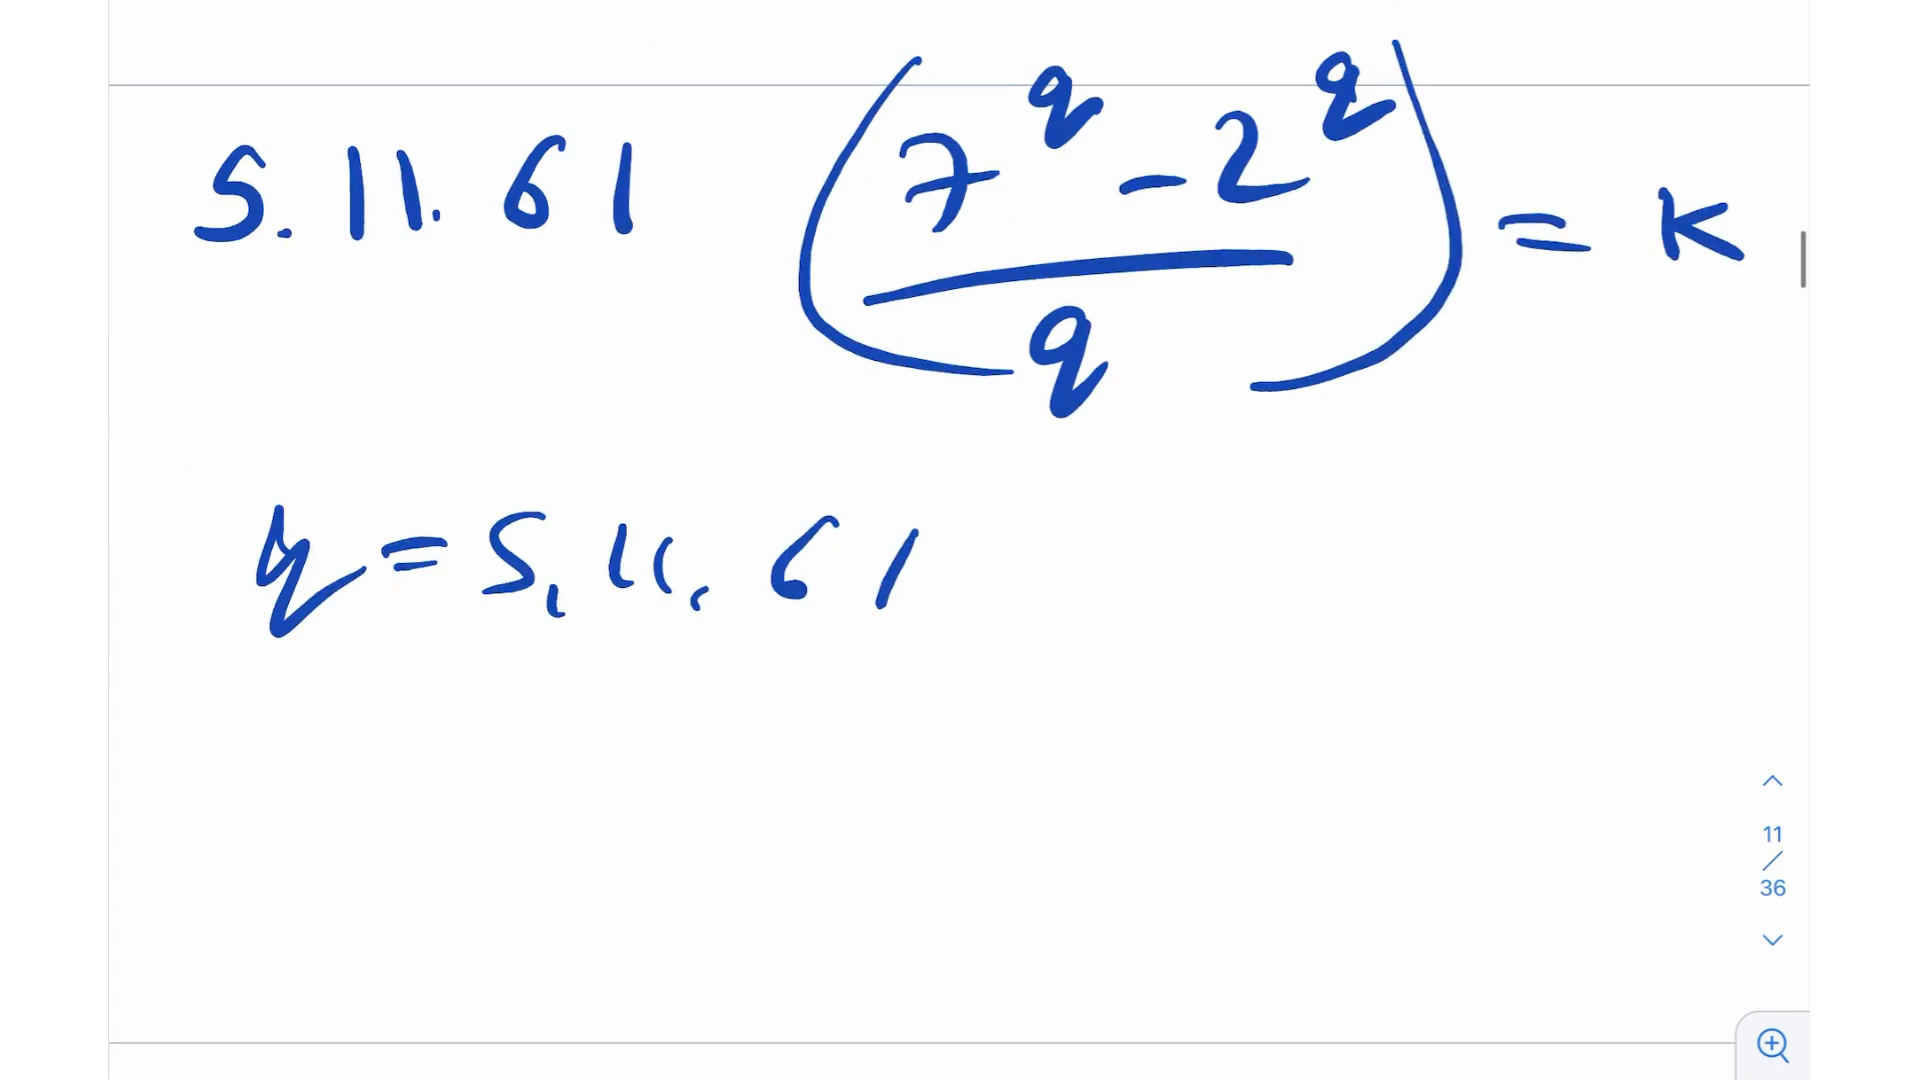 5.11.61 (7^q - 2^q / q) = K
q = 5, 11, 61
11
/
36